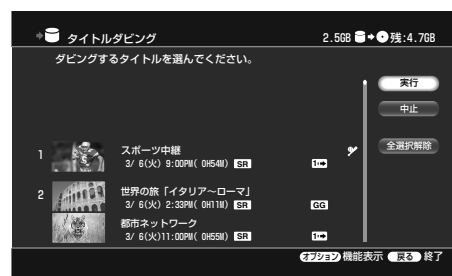 タイトルダビング 2.5GB 残:4.7GB
ダビングするタイトルを選んでください。
実行
中止
全選択解除
1 スポーツ中継
3/ 6(火) 9:00PM( 0H54M) SR 1
2 世界の旅「イタリア〜ローマ」
3/ 6(火) 2:33PM( 0H11M) SR GG
都市ネットワーク
3/ 6(火)11:00PM( 0H55M) SR 1
オプション 機能表示 戻る 終了